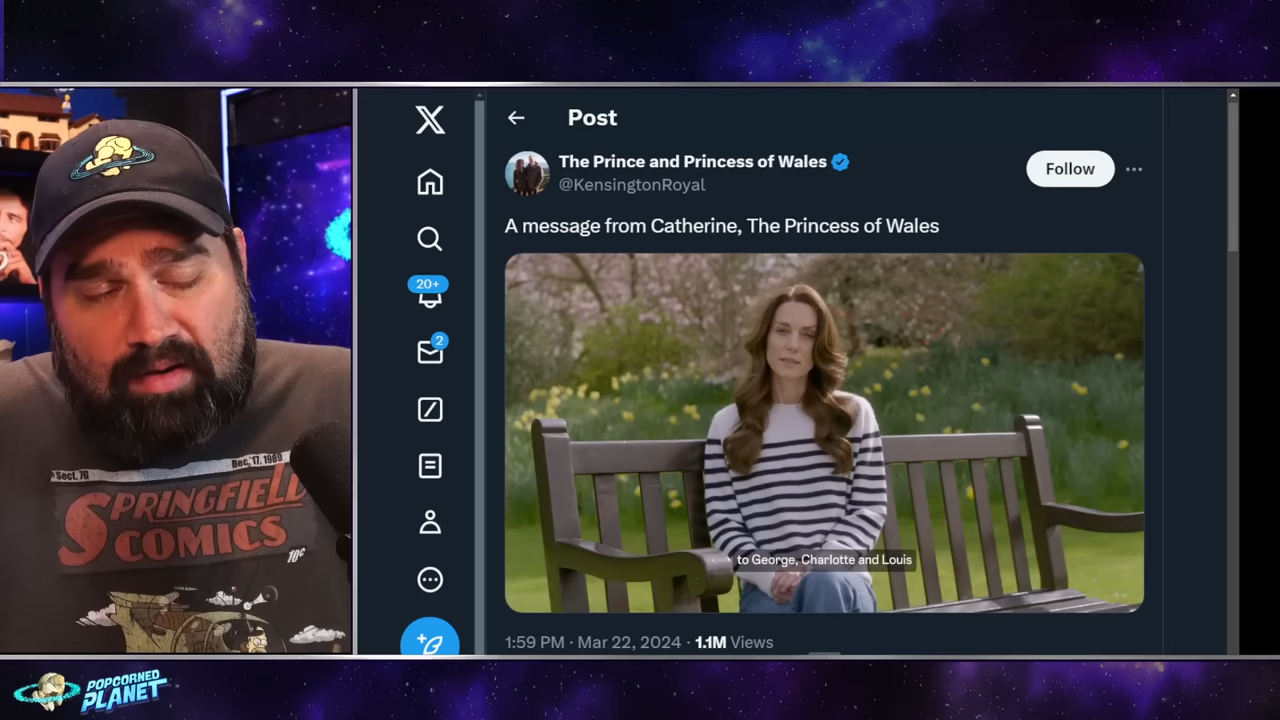 Post
The Prince and Princess of Wales
@KensingtonRoyal
Follow
A message from Catherine, The Princess of Wales
20+
2
to George, Charlotte and Louis
1:59 PM · Mar 22, 2024 · 1.1M Views
Sect. 7G
Dec. 17, 1989
SPRINGFIELD
COMICS
10¢
POPCORNED
PLANET